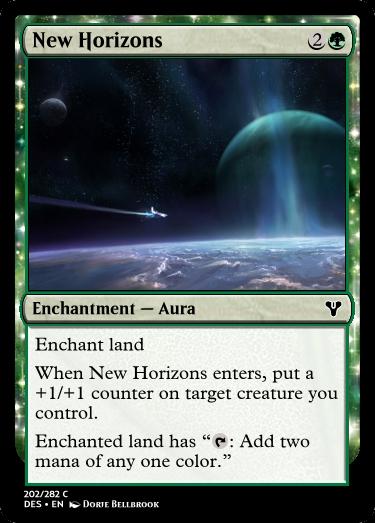 New Horizons 2
Enchantment — Aura
Enchant land
When New Horizons enters, put a
+1/+1 counter on target creature you
control.
Enchanted land has “: Add two
mana of any one color.”
202/282 C
DES • EN Dorje Bellbrook